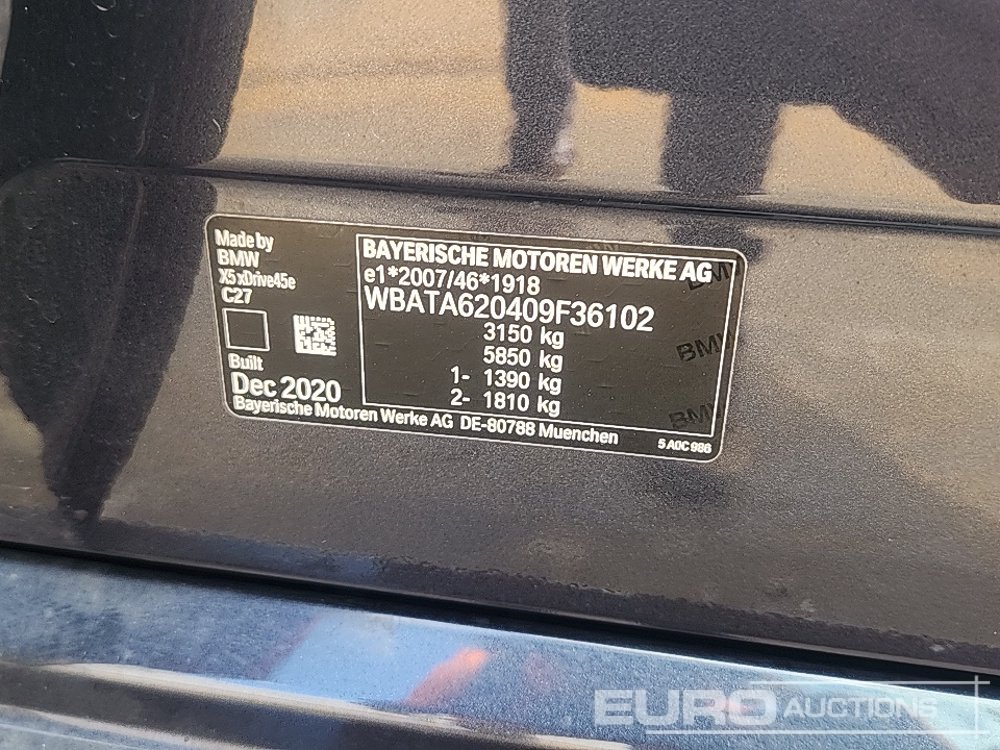 Made by
BMW
X5 xDrive45e
C27
Built
Dec 2020
BAYERISCHE MOTOREN WERKE AG
e1*2007/46*1918
WBATA620409F36102
3150 kg
5850 kg
1- 1390 kg
2- 1810 kg
Bayerische Motoren Werke AG DE-80788 Muenchen
5 A0C 986
BMW
BMW
BMW
EURO AUCTIONS